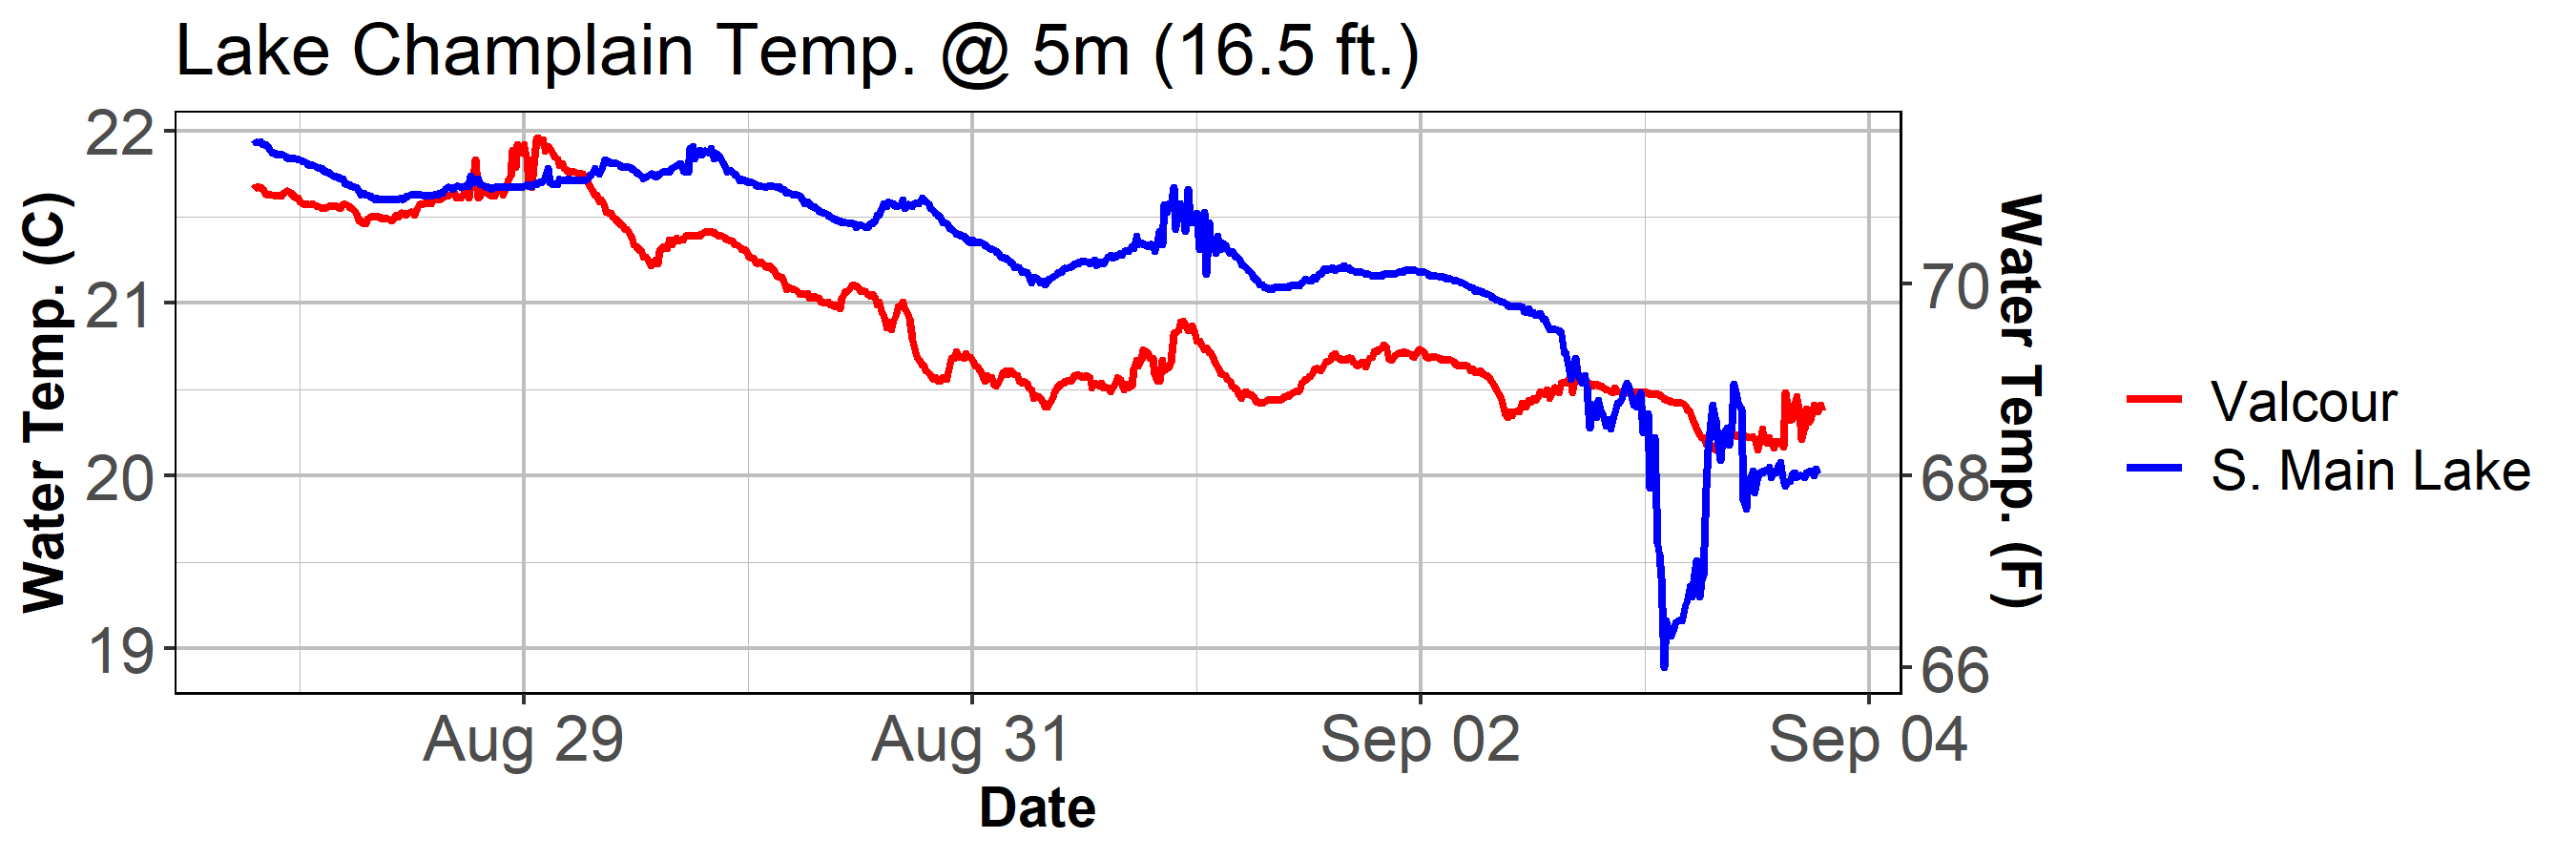 Lake Champlain Temp. @ 5m (16.5 ft.)
Water Temp. (C)
22
21
20
19
70
68
66
Water Temp. (F)
Aug 29
Aug 31
Sep 02
Sep 04
Date
Valcour
S. Main Lake